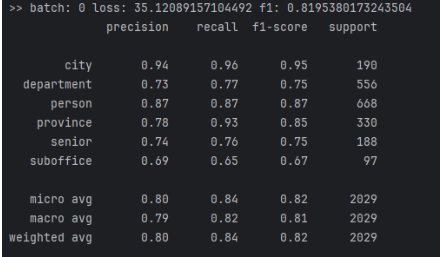 >> batch: 0 loss: 35.12089157104492 f1: 0.8195380173243504
precision recall f1-score support
city 0.94 0.96 0.95 190
department 0.73 0.77 0.75 556
person 0.87 0.87 0.87 668
province 0.78 0.93 0.85 330
senior 0.74 0.76 0.75 188
suboffice 0.69 0.65 0.67 97
micro avg 0.80 0.84 0.82 2029
macro avg 0.79 0.82 0.81 2029
weighted avg 0.80 0.84 0.82 2029